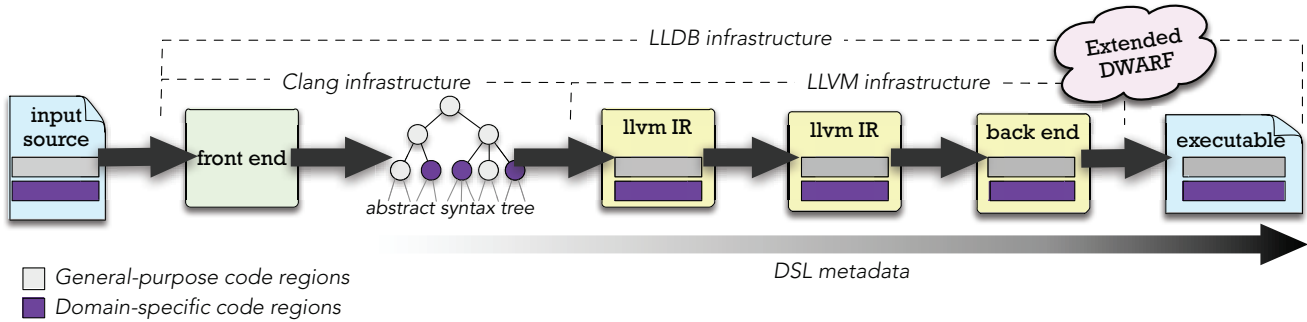 LLDB infrastructure
Extended
DWARF
Clang infrastructure
LLVM infrastructure
input
source
front end
abstract syntax tree
llvm IR
llvm IR
back end
executable
DSL metadata
General-purpose code regions
Domain-specific code regions